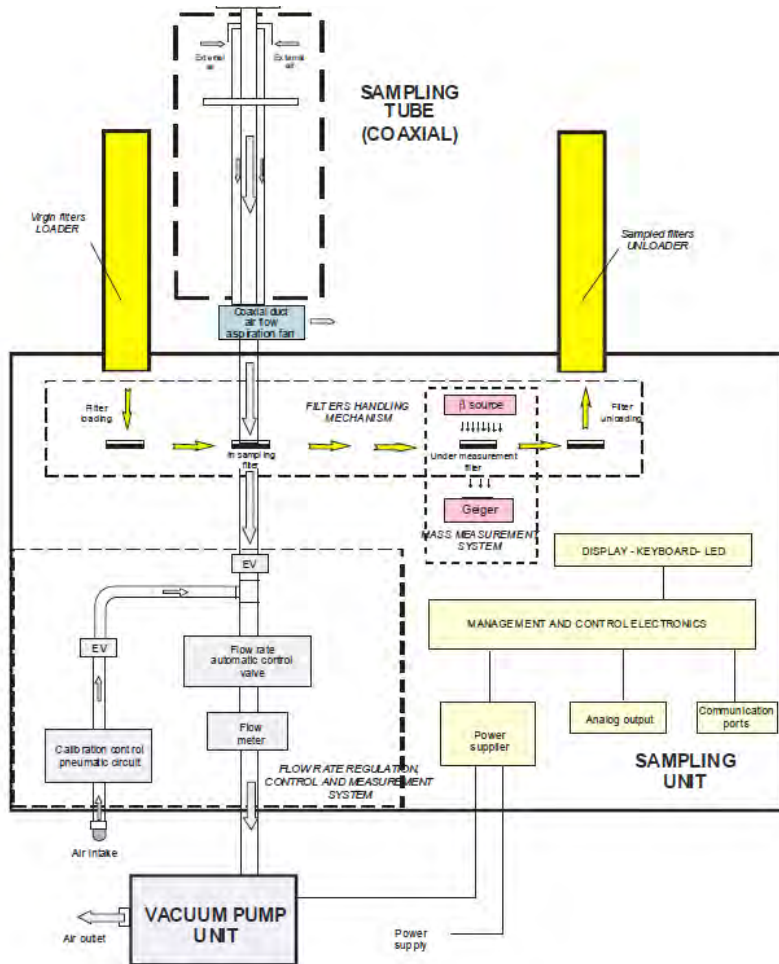 External
air
External
air
SAMPLING
TUBE
(COAXIAL)
Virgin filters
LOADER
Sampled filters
UNLOADER
Coaxial duct
air flow
aspiration fan
Filter
loading
FILTERS HANDLING
MECHANISM
β source
Filter
unloading
In sampling
filter
Under measurement
filter
Geiger
MASS MEASUREMENT
SYSTEM
EV
DISPLAY - KEYBOARD- LED
EV
Flow rate
automatic control
valve
MANAGEMENT AND CONTROL ELECTRONICS
Flow
meter
Calibration control
pneumatic circuit
Power
supplier
Analog output
Communication
ports
FLOW RATE REGULATION,
CONTROL AND MEASUREMENT
SYSTEM
SAMPLING
UNIT
Air intake
VACUUM PUMP
UNIT
Air outlet
Power
supply